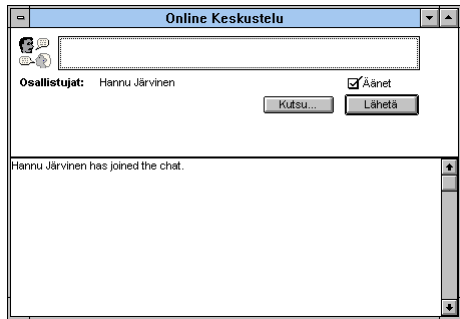 Online Keskustelu
Osallistujat: Hannu Järvinen Äänet
Kutsu... Lähetä
Hannu Järvinen has joined the chat.